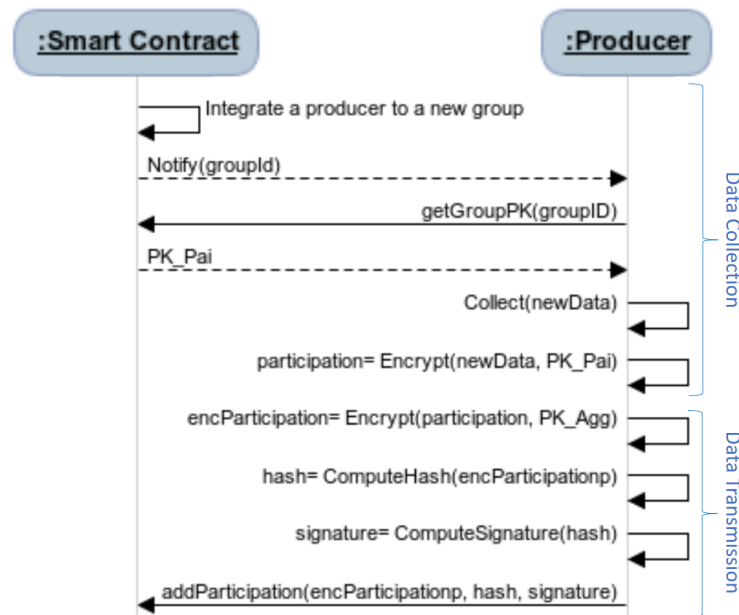 :Smart Contract
:Producer
Integrate a producer to a new group
Notify(groupId)
getGroupPK(groupID)
PK_Pai
Collect(newData)
participation= Encrypt(newData, PK_Pai)
Data Collection
encParticipation= Encrypt(participation, PK_Agg)
hash= ComputeHash(encParticipationp)
signature= ComputeSignature(hash)
addParticipation(encParticipationp, hash, signature)
Data Transmission